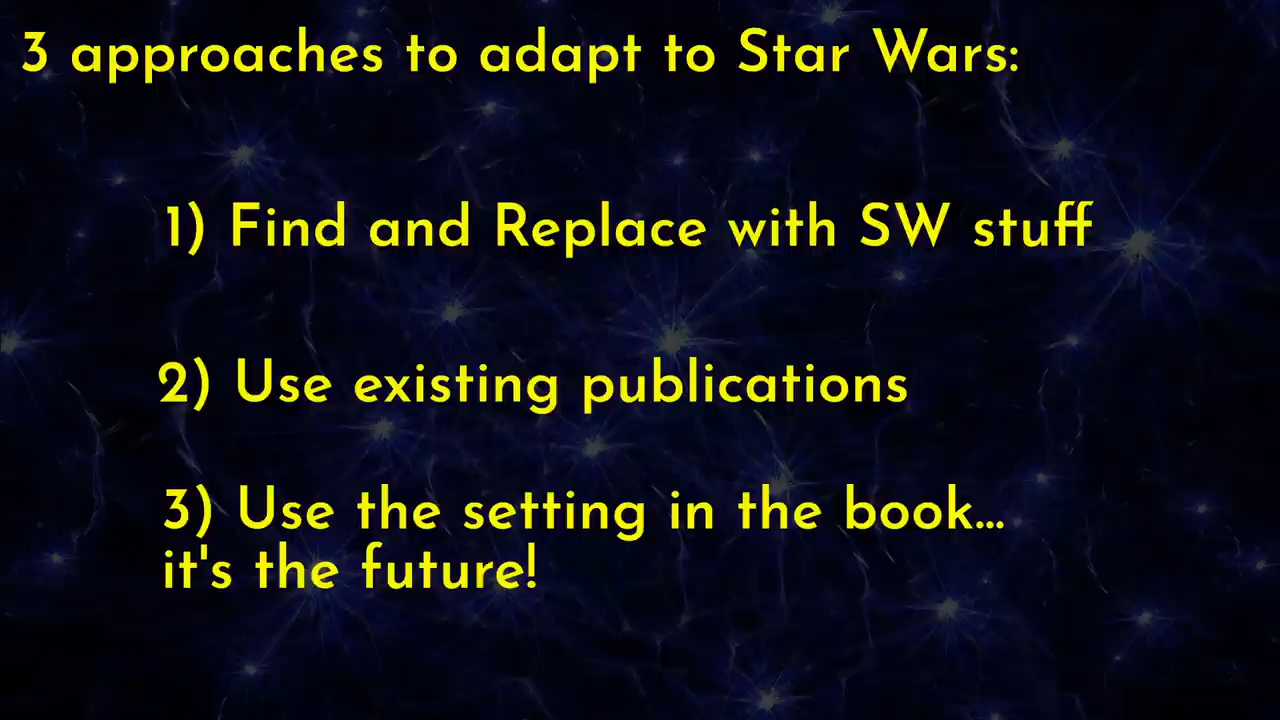 3 approaches to adapt to Star Wars:
1) Find and Replace with SW stuff
2) Use existing publications
3) Use the setting in the book...
it's the future!